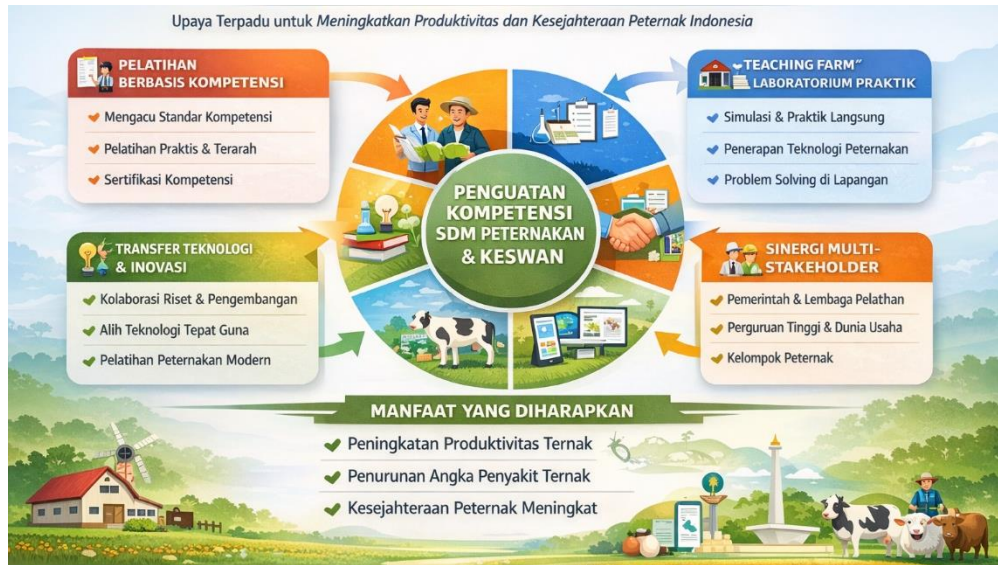 Upaya Terpadu untuk Meningkatkan Produktivitas dan Kesejahteraan Peternak Indonesia
PELATIHAN
BERBASIS KOMPETENSI
Mengacu Standar Kompetensi
Pelatihan Praktis & Terarah
Sertifikasi Kompetensi
TEACHING FARM"
LABORATORIUM PRAKTIK
Simulasi & Praktik Langsung
Penerapan Teknologi Peternakan
Problem Solving di Lapangan
PENGUATAN
KOMPETENSI
SDM PETERNAKAN
& KESWAN
TRANSFER TEKNOLOGI
& INOVASI
Kolaborasi Riset & Pengembangan
Alih Teknologi Tepat Guna
Pelatihan Peternakan Modern
SINERGI MULTI-
STAKEHOLDER
Pemerintah & Lembaga Pelathan
Perguruan Tinggi & Dunia Usaha
Kelompok Peternak
MANFAAT YANG DIHARAPKAN
Peningkatan Produktivitas Ternak
Penurunan Angka Penyakit Ternak
Kesejahteraan Peternak Meningkat